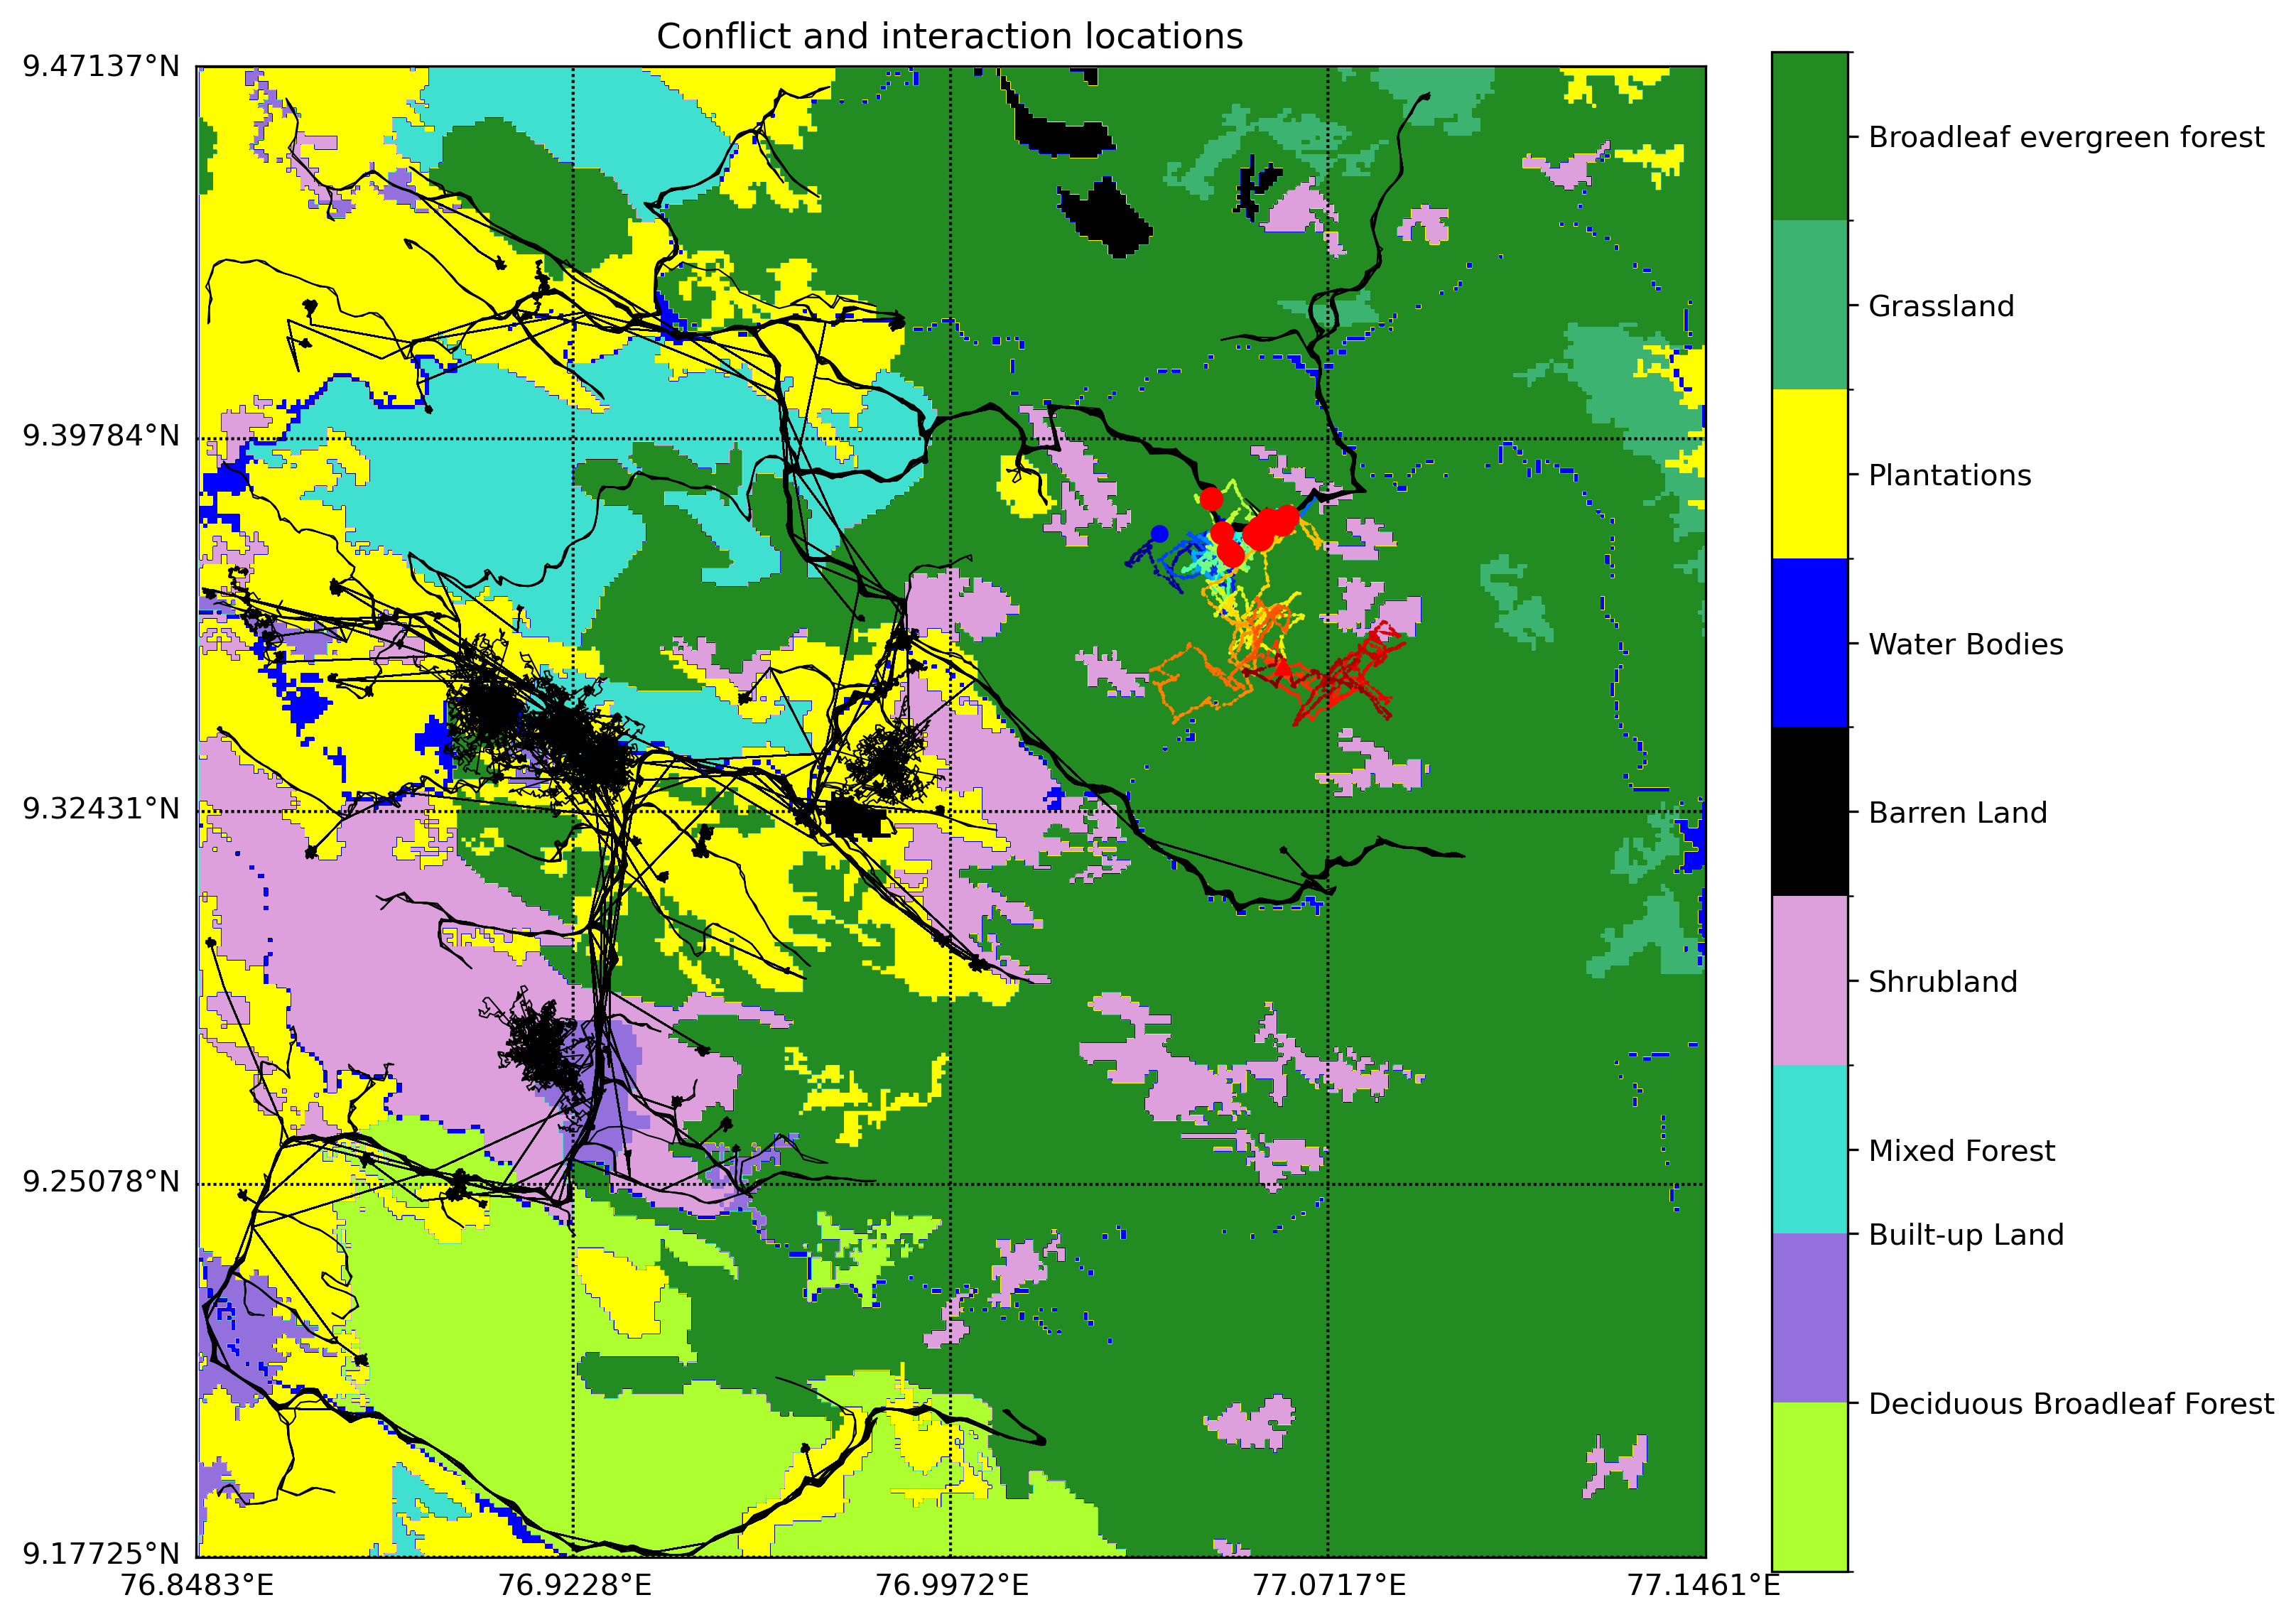 Conflict and interaction locations
9.47137°N
9.39784°N
9.32431°N
9.25078°N
9.17725°N
76.8483°E
76.9228°E
76.9972°E
77.0717°E
77.1461°E
Broadleaf evergreen forest
Grassland
Plantations
Water Bodies
Barren Land
Shrubland
Mixed Forest
Built-up Land
Deciduous Broadleaf Forest